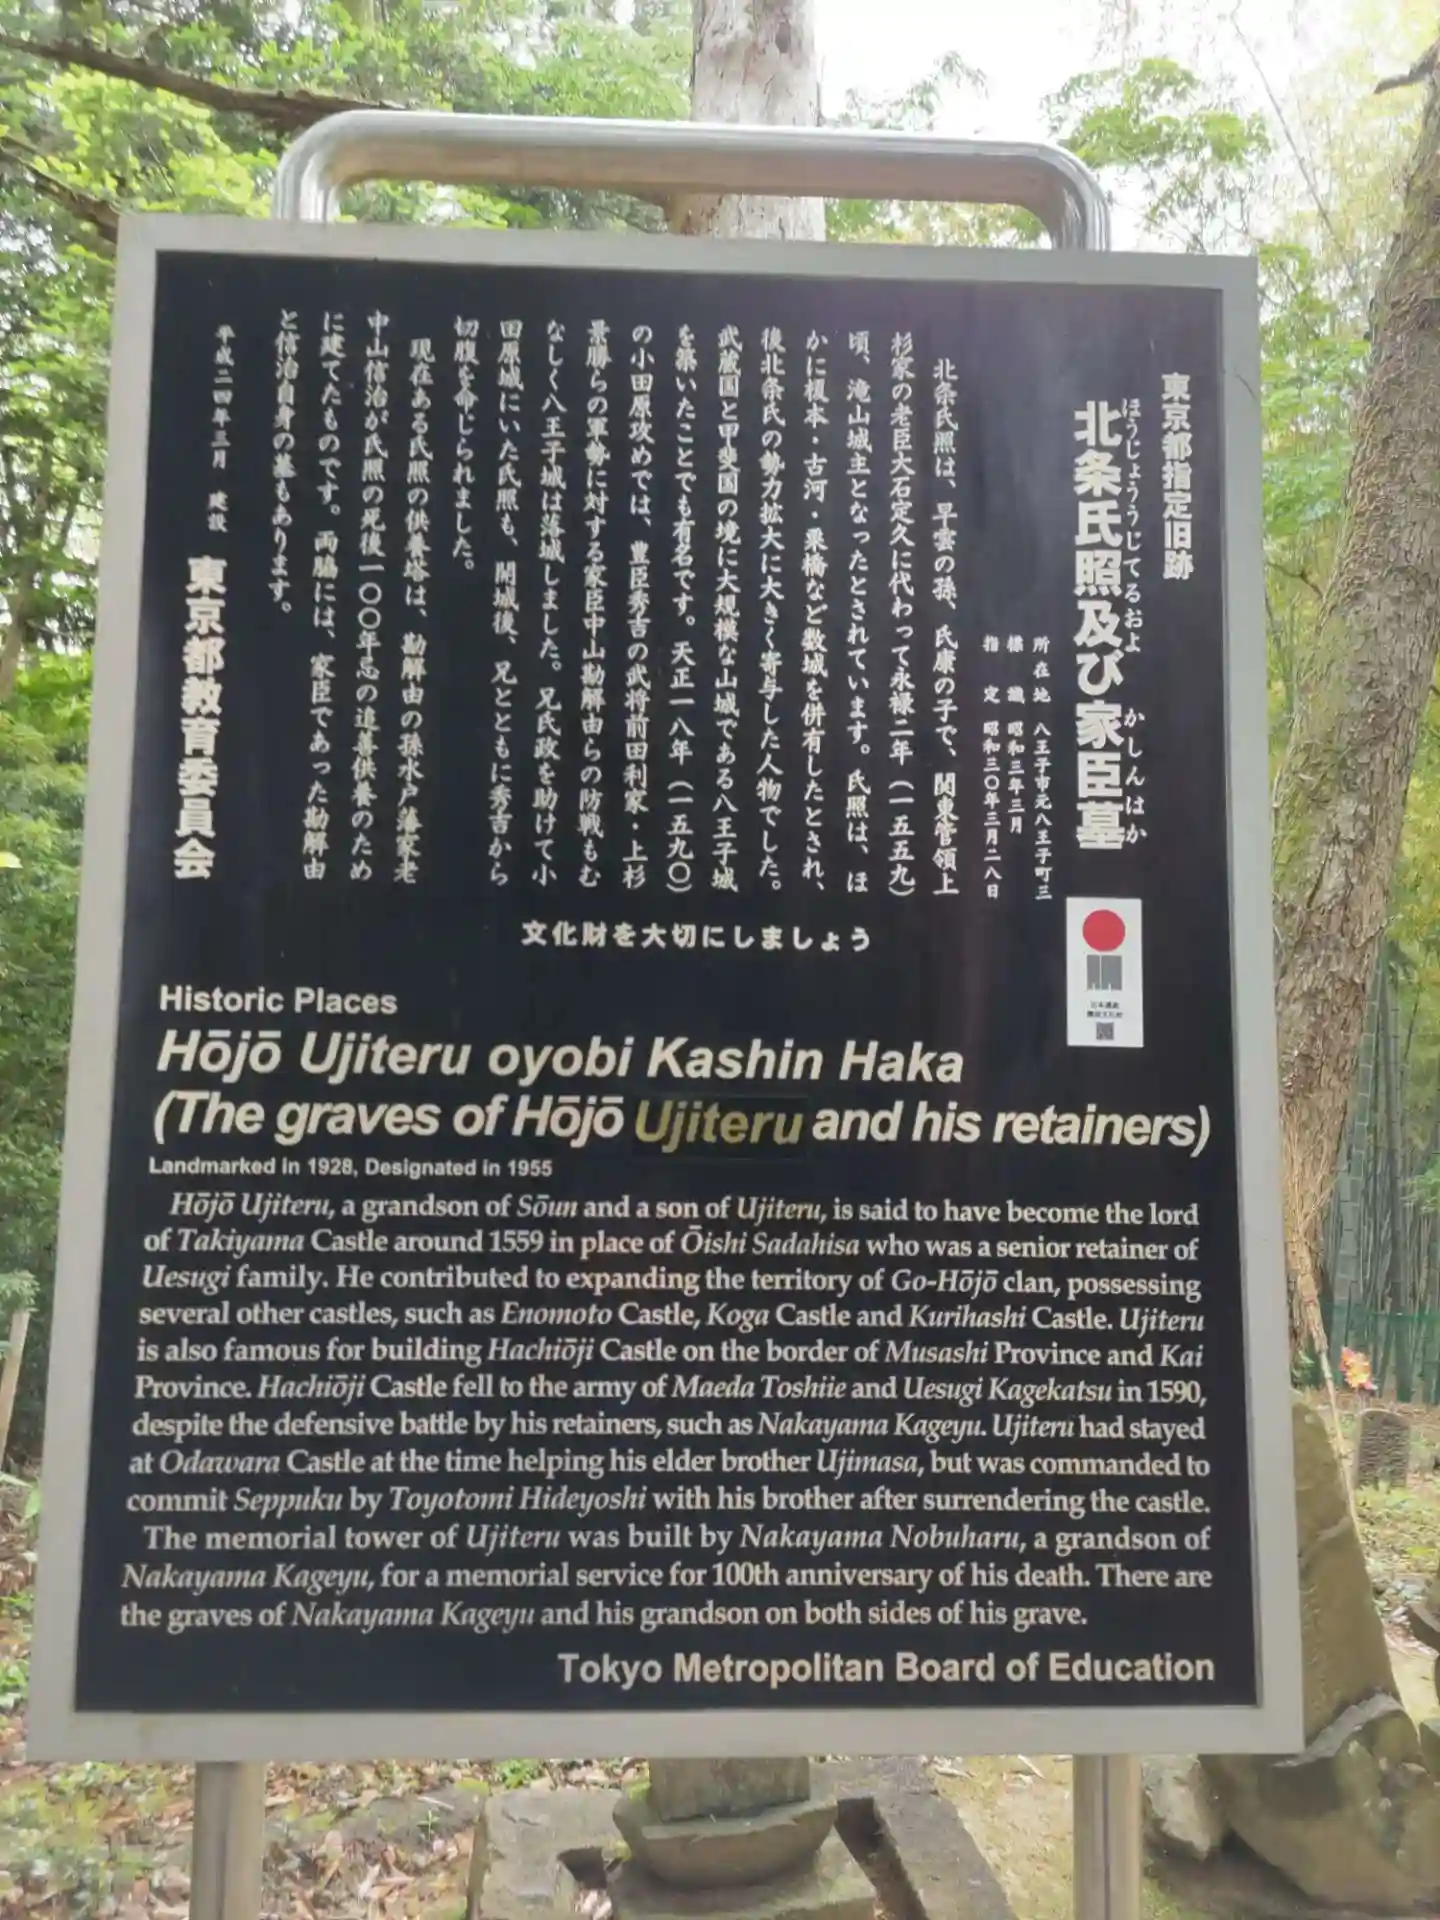 東京都指定旧跡
北条氏照及び家臣墓
ほうじょううじてるおよ かしんはか
所在地 八王子市元八王子町三
標識 昭和三年三月
指定 昭和三〇年三月二八日
北条氏照は、早雲の孫、氏康の子で、関東管領上
杉家の老臣大石定久に代わって永禄二年（一五五九）
頃、滝山城主となったとされています。氏照は、ほ
かに榎本・古河・栗橋など数城を併有したとされ、
後北条氏の勢力拡大に大きく寄与した人物でした。
武蔵国と甲斐国の境に大規模な山城である八王子城
を築いたことでも有名です。天正一八年（一五九〇）
の小田原攻めでは、豊臣秀吉の武将前田利家・上杉
景勝らの軍勢に対する家臣中山勘解由らの防戦もむ
なしく八王子城は落城しました。兄氏政を助けて小
田原城にいた氏照も、開城後、兄とともに秀吉から
切腹を命じられました。
現在ある氏照の供養塔は、勘解由の孫水戸藩家老
中山信治が氏照の死後一〇〇年忌の追善供養のため
に建てたものです。両脇には、家臣であった勘解由
と信治自身の墓もあります。
平成二四年三月 建設
東京都教育委員会
文化財を大切にしましょう
Historic Places
Hōjō Ujiteru oyobi Kashin Haka
(The graves of Hōjō Ujiteru and his retainers)
Landmarked in 1928, Designated in 1955
Hōjō Ujiteru, a grandson of Sōun and a son of Ujiteru, is said to have become the lord
of Takiyama Castle around 1559 in place of Ōishi Sadahisa who was a senior retainer of
Uesugi family. He contributed to expanding the territory of Go-Hōjō clan, possessing
several other castles, such as Enomoto Castle, Koga Castle and Kurihashi Castle. Ujiteru
is also famous for building Hachiōji Castle on the border of Musashi Province and Kai
Province. Hachiōji Castle fell to the army of Maeda Toshiie and Uesugi Kagekatsu in 1590,
despite the defensive battle by his retainers, such as Nakayama Kageyu. Ujiteru had stayed
at Odawara Castle at the time helping his elder brother Ujimasa, but was commanded to
commit Seppuku by Toyotomi Hideyoshi with his brother after surrendering the castle.
The memorial tower of Ujiteru was built by Nakayama Nobuharu, a grandson of
Nakayama Kageyu, for a memorial service for 100th anniversary of his death. There are
the graves of Nakayama Kageyu and his grandson on both sides of his grave.
Tokyo Metropolitan Board of Education